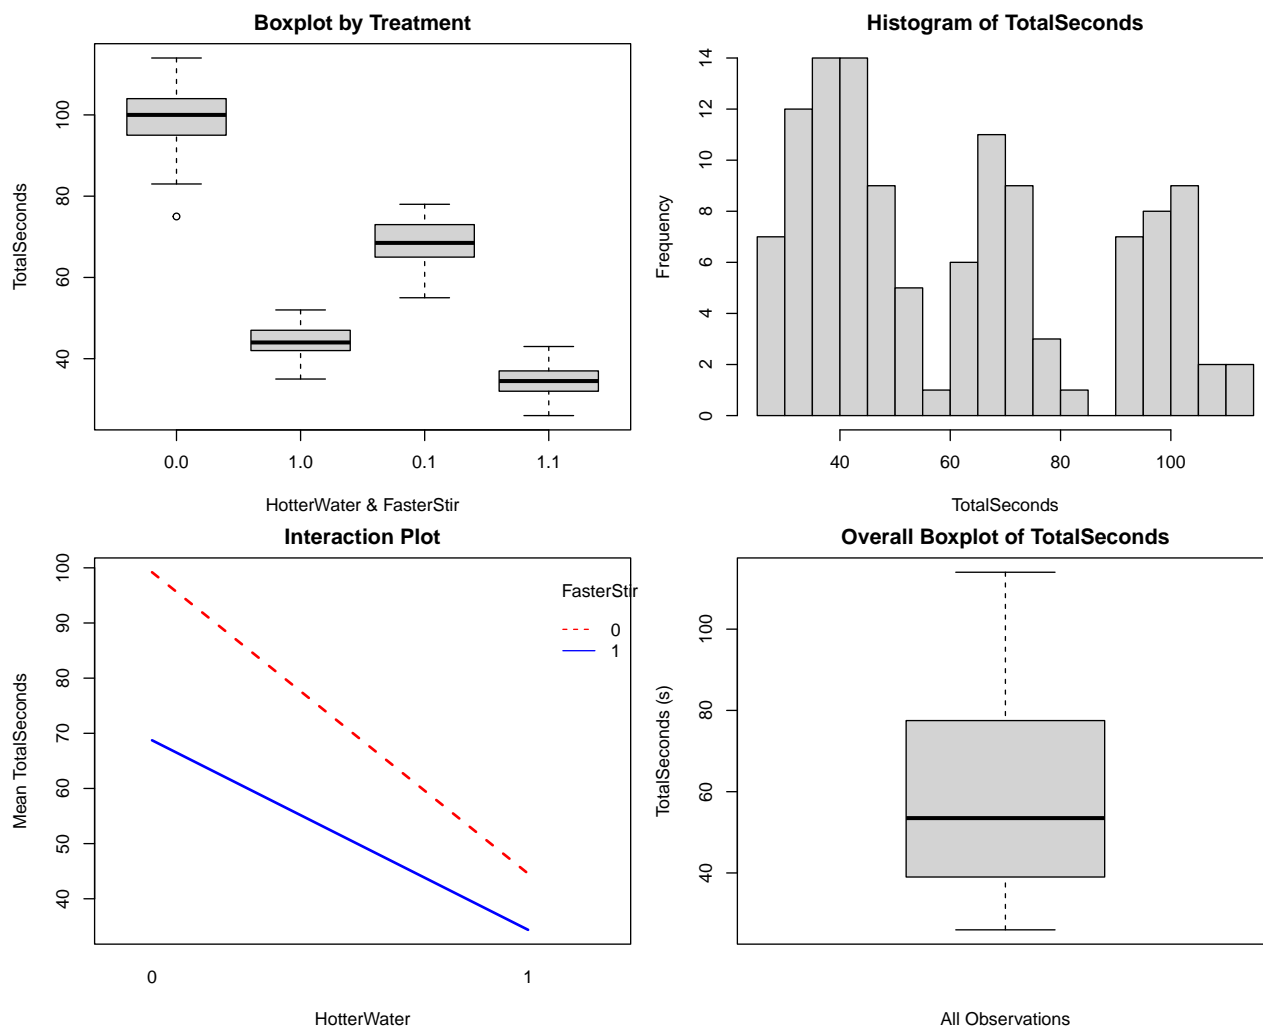 Boxplot by Treatment
TotalSeconds
100
80
60
40
0.0 1.0 0.1 1.1
HotterWater & FasterStir
Histogram of TotalSeconds
Frequency
14
12
10
8
6
4
2
0
40 60 80 100
TotalSeconds
Interaction Plot
Mean TotalSeconds
100
90
80
70
60
50
40
FasterStir
0
1
0 1
HotterWater
Overall Boxplot of TotalSeconds
TotalSeconds (s)
100
80
60
40
All Observations